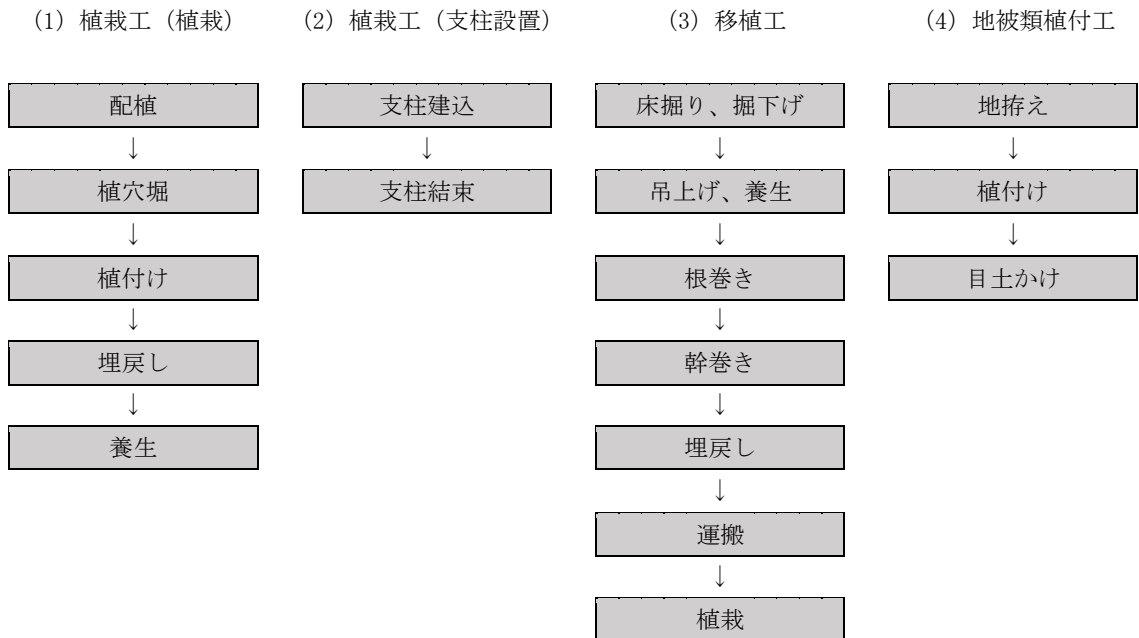 (1) 植栽工（植栽）
配植
↓
植穴堀
↓
植付け
↓
埋戻し
↓
養生
(2) 植栽工（支柱設置）
支柱建込
↓
支柱結束
(3) 移植工
床掘り、掘下げ
↓
吊上げ、養生
↓
根巻き
↓
幹巻き
↓
埋戻し
↓
運搬
↓
植栽
(4) 地被類植付工
地拵え
↓
植付け
↓
目土かけ